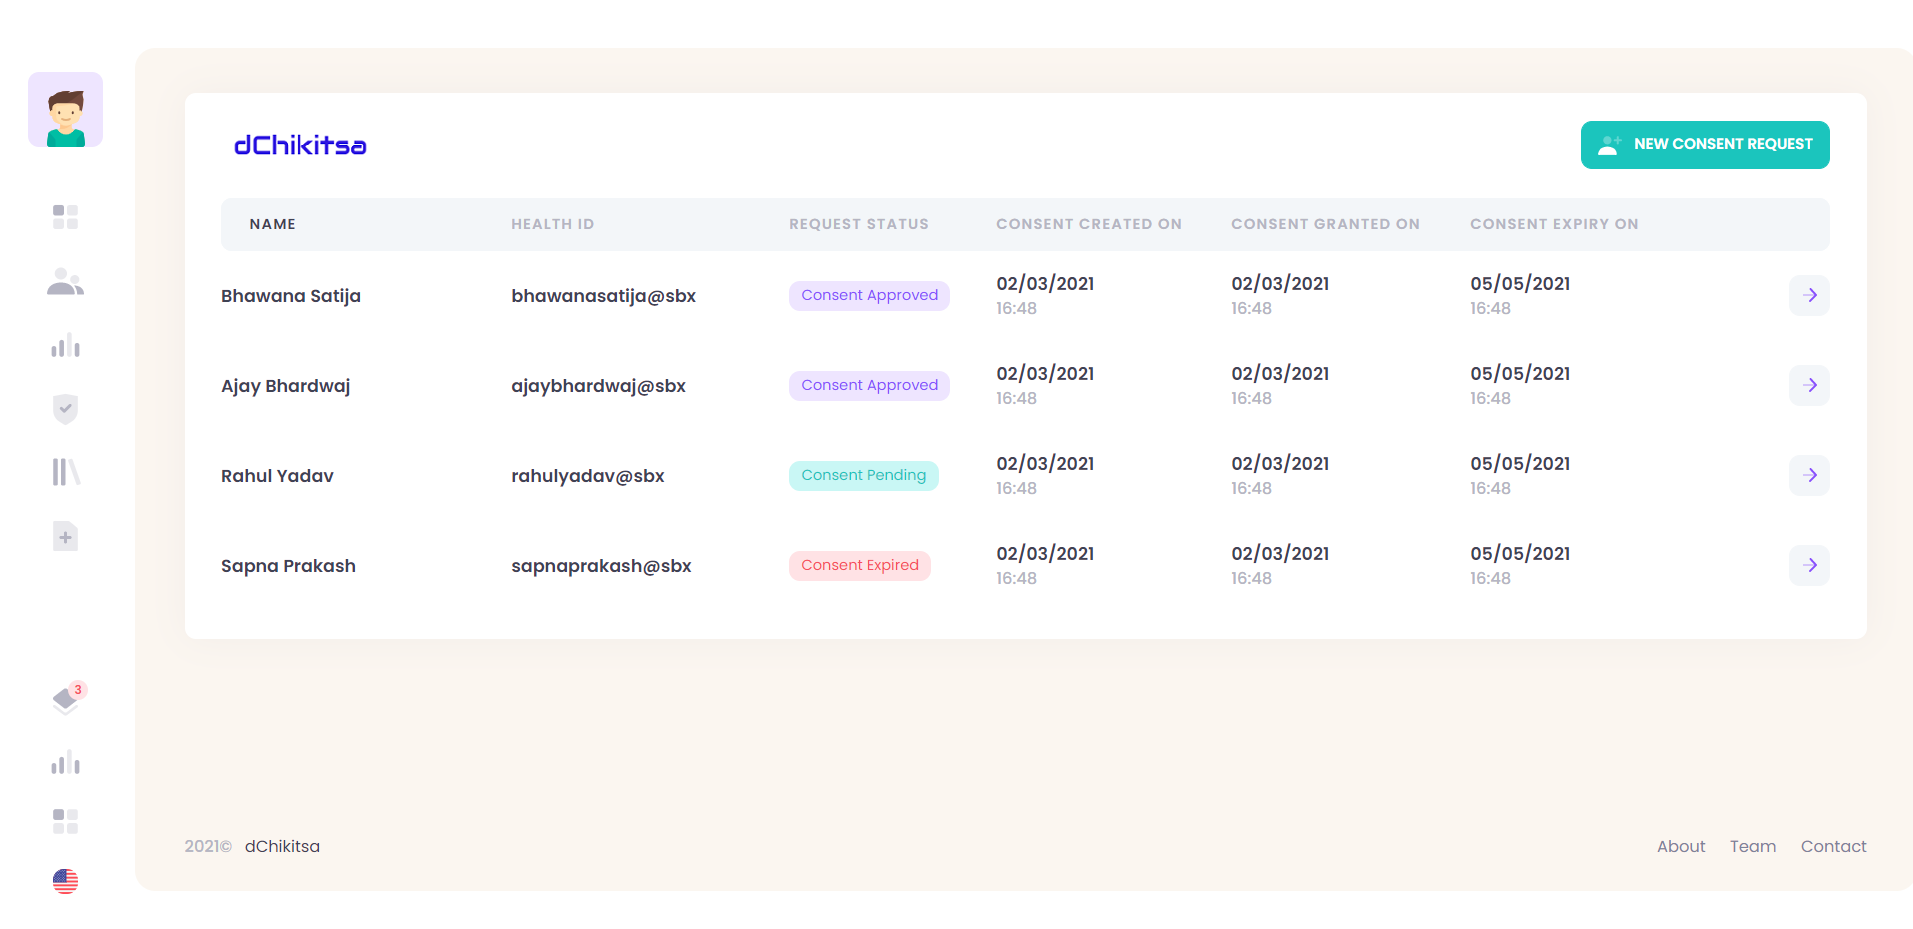 dChikitsa
NEW CONSENT REQUEST
NAME HEALTH ID REQUEST STATUS CONSENT CREATED ON CONSENT GRANTED ON CONSENT EXPIRY ON
Bhawana Satija bhawanasatija@sbx Consent Approved 02/03/2021 02/03/2021 05/05/2021
16:48 16:48 16:48
Ajay Bhardwaj ajaybhardwaj@sbx Consent Approved 02/03/2021 02/03/2021 05/05/2021
16:48 16:48 16:48
Rahul Yadav rahulyadav@sbx Consent Pending 02/03/2021 02/03/2021 05/05/2021
16:48 16:48 16:48
Sapna Prakash sapnaprakash@sbx Consent Expired 02/03/2021 02/03/2021 05/05/2021
16:48 16:48 16:48
3
2021© dChikitsa About Team Contact